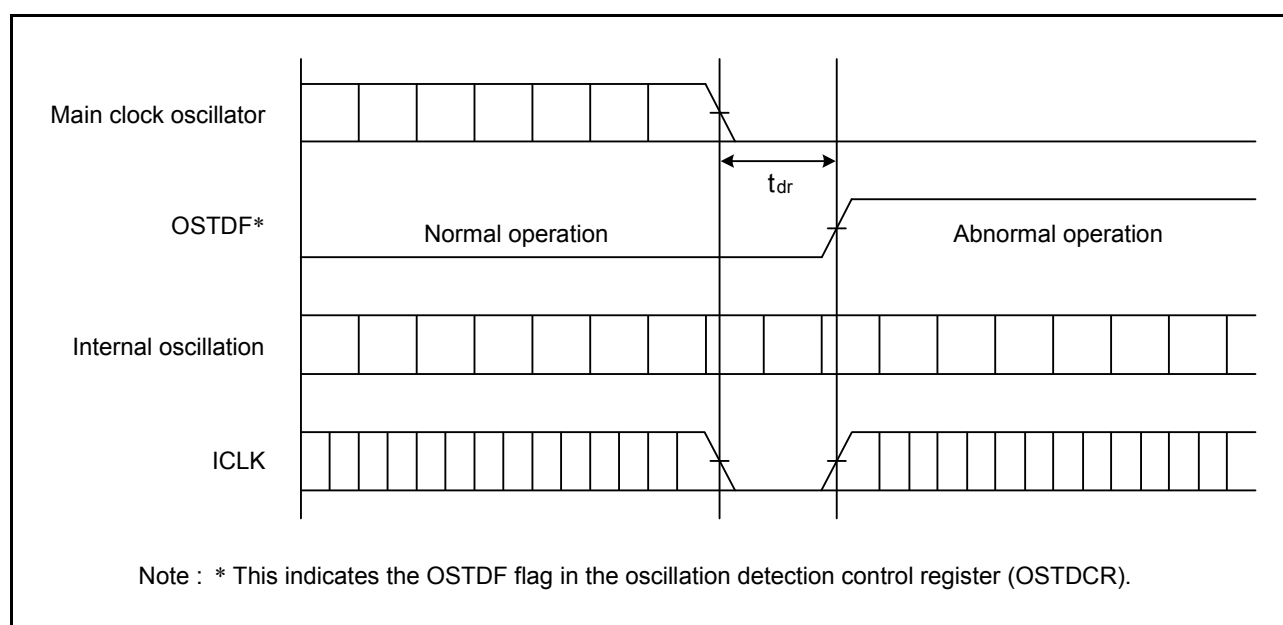 Main clock oscillator
tdr
OSTDF*
Normal operation
Abnormal operation
Internal oscillation
ICLK
Note : * This indicates the OSTDF flag in the oscillation detection control register (OSTDCR).